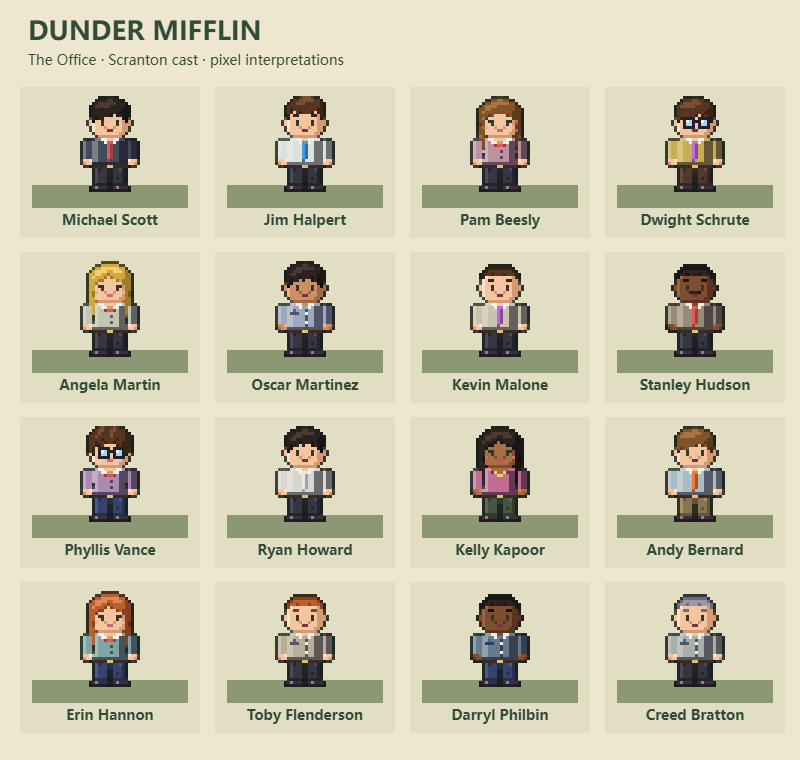 DUNDER MIFFLIN
The Office · Scranton cast · pixel interpretations
Michael Scott
Jim Halpert
Pam Beesly
Dwight Schrute
Angela Martin
Oscar Martinez
Kevin Malone
Stanley Hudson
Phyllis Vance
Ryan Howard
Kelly Kapoor
Andy Bernard
Erin Hannon
Toby Flenderson
Darryl Philbin
Creed Bratton